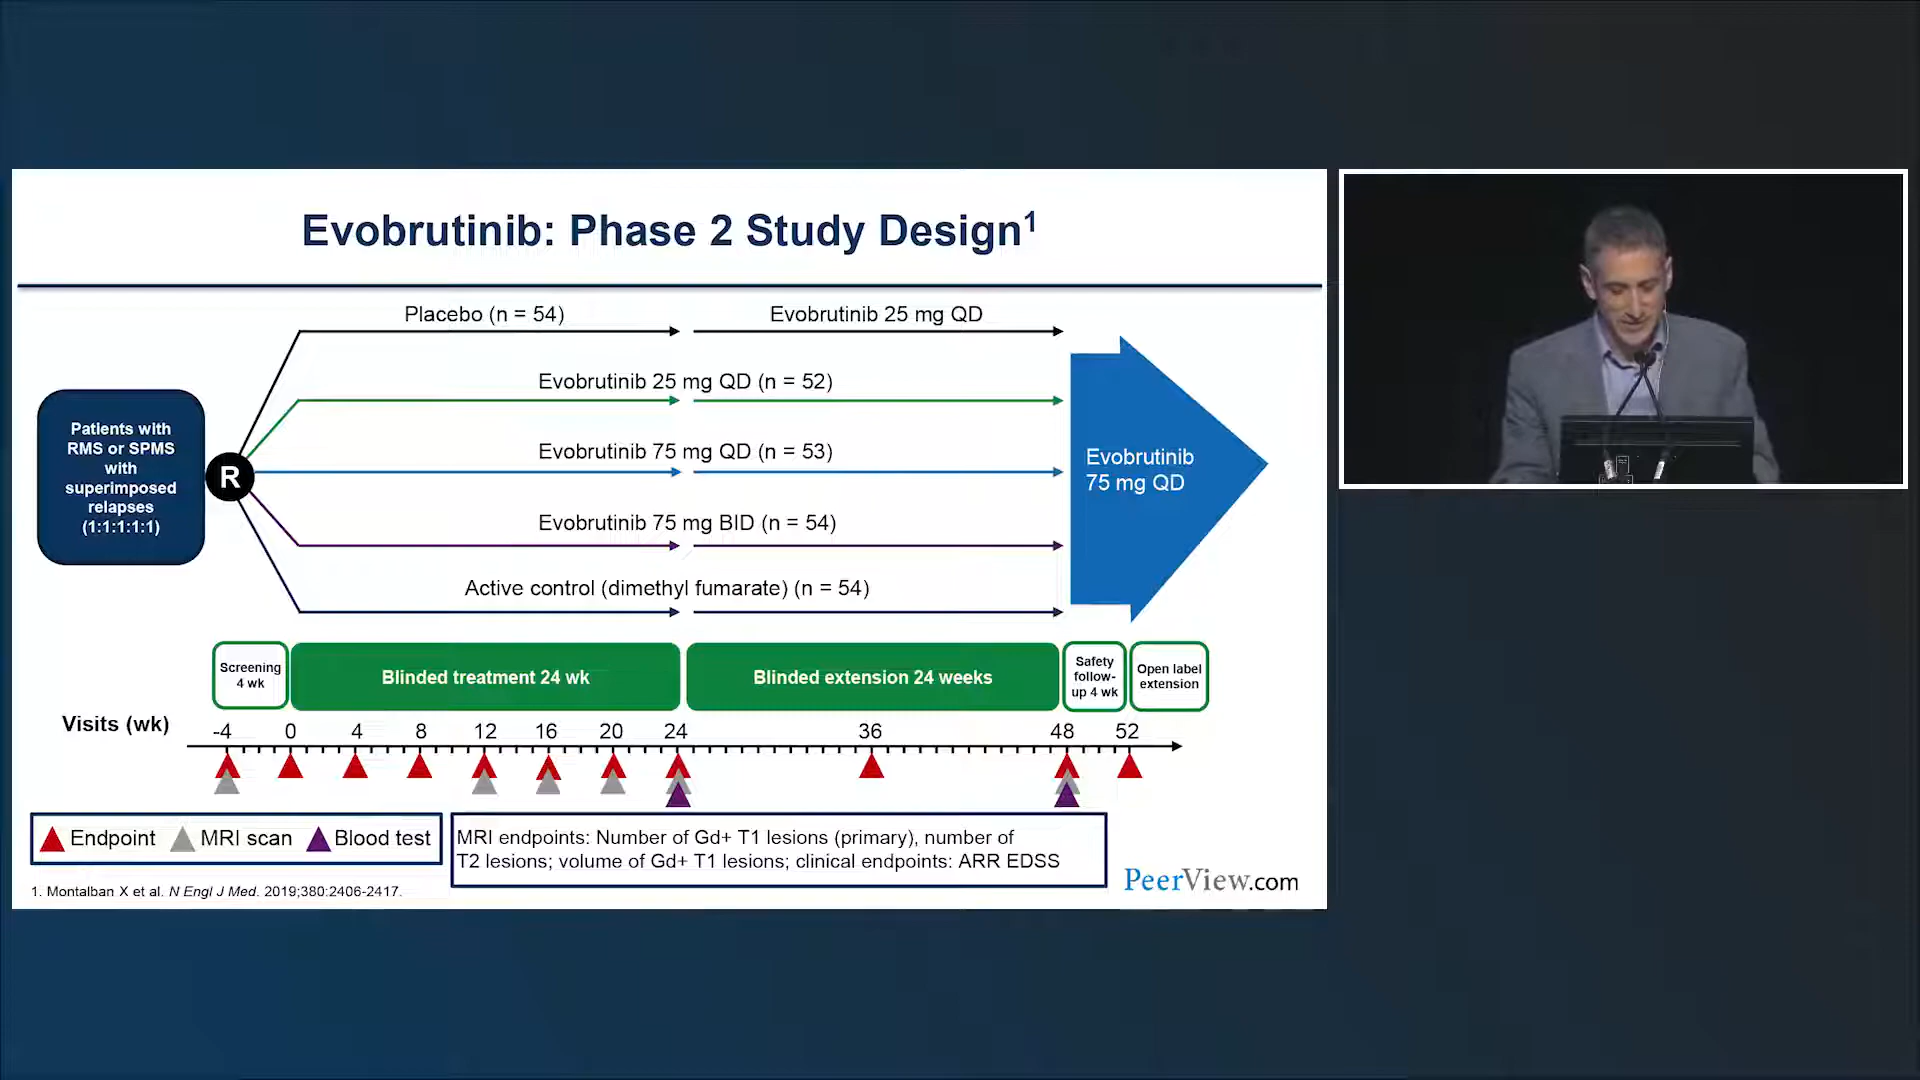 Evobrutinib: Phase 2 Study Design1
Placebo (n = 54)
Evobrutinib 25 mg QD
Evobrutinib 25 mg QD (n = 52)
Evobrutinib 75 mg QD (n = 53)
Evobrutinib 75 mg BID (n = 54)
Active control (dimethyl fumarate) (n = 54)
Patients with
RMS or SPMS
with
superimposed
relapses
(1:1:1:1:1)
R
Evobrutinib
75 mg QD
Screening
4 wk
Blinded treatment 24 wk
Blinded extension 24 weeks
Safety
follow-
up 4 wk
Open label
extension
Visits (wk)
-4 0 4 8 12 16 20 24 36 48 52
Endpoint MRI scan Blood test
MRI endpoints: Number of Gd+ T1 lesions (primary), number of
T2 lesions; volume of Gd+ T1 lesions; clinical endpoints: ARR EDSS
1. Montalban X et al. N Engl J Med. 2019;380:2406-2417.
PeerView.com